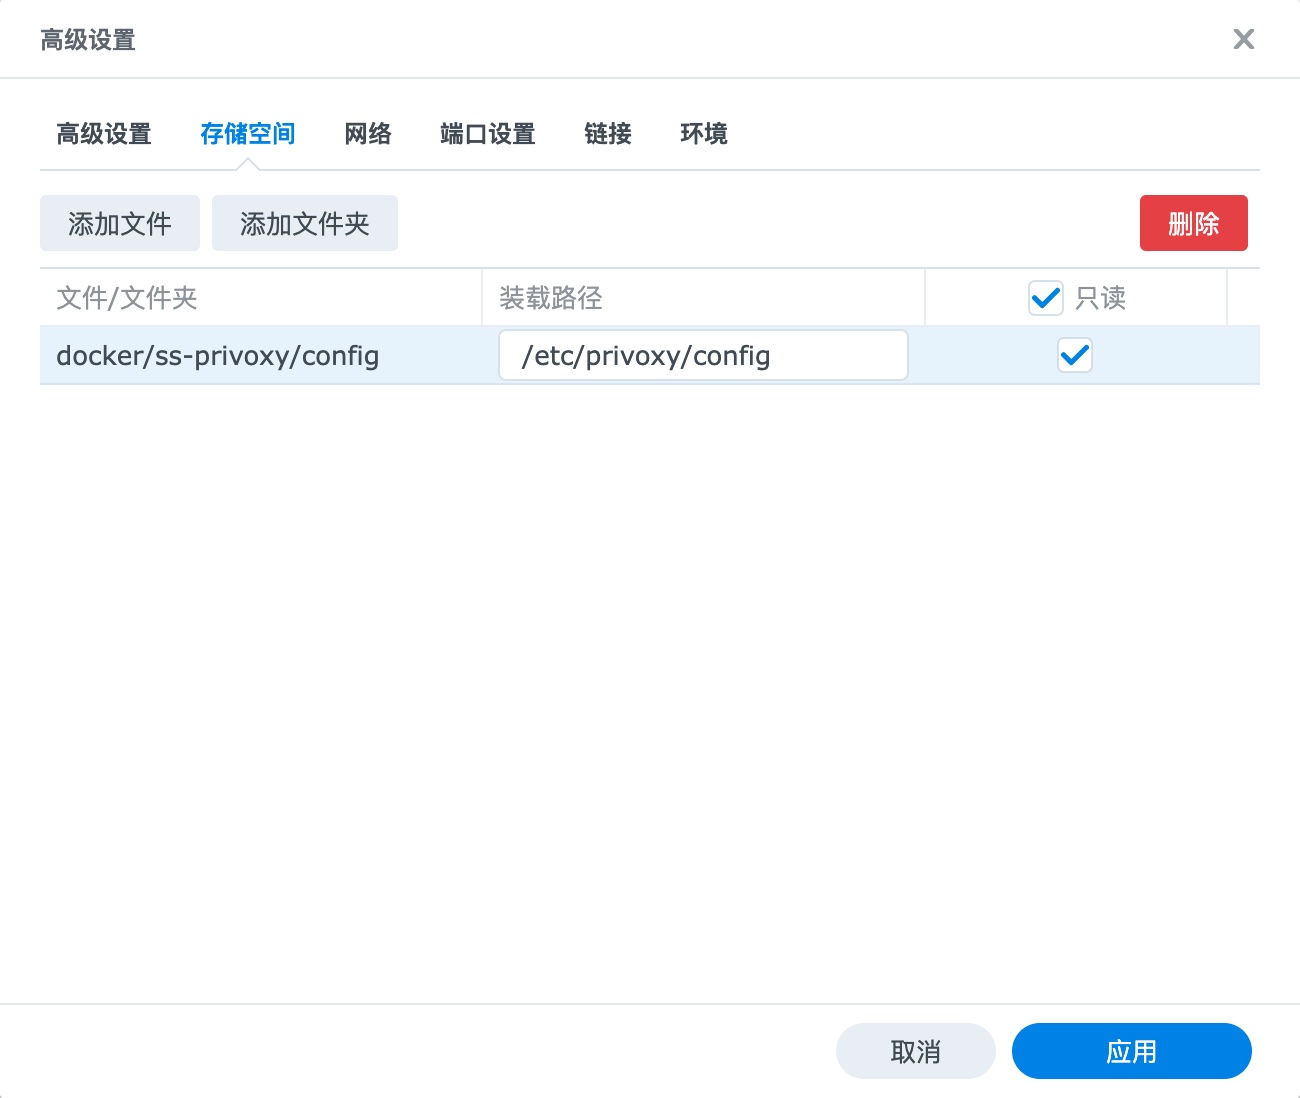 高级设置
高级设置 存储空间 网络 端口设置 链接 环境
添加文件 添加文件夹 删除
文件/文件夹 装载路径 只读
docker/ss-privoxy/config /etc/privoxy/config
取消 应用